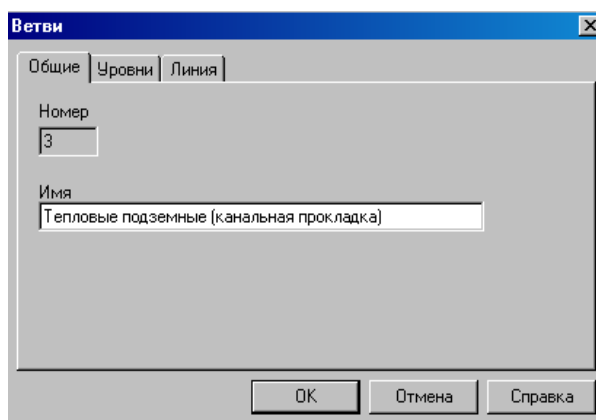 Ветви
Общие Уровни Линия
Номер
3
Имя
Тепловые подземные (канальная прокладка)
OK Отмена Справка